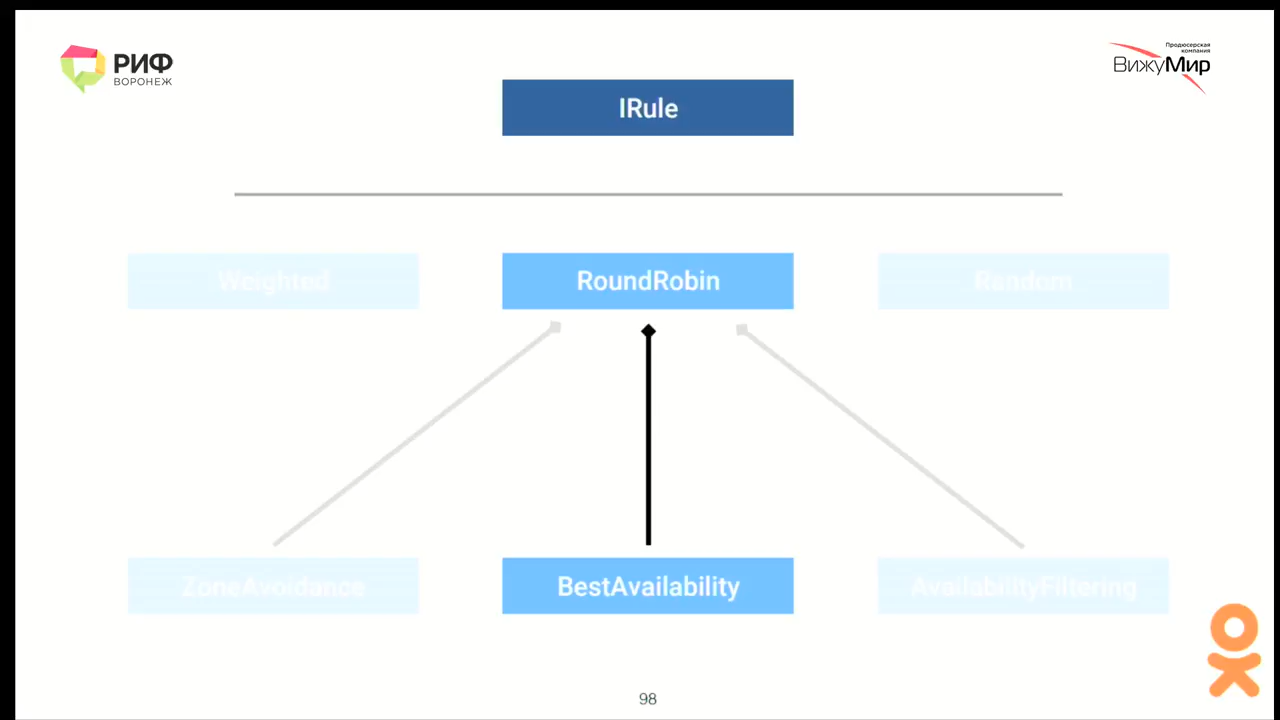 РИФ
ВОРОНЕЖ
Продюсерская
компания
ВижуМир
IRule
Weighted
RoundRobin
Random
ZoneAvoidance
BestAvailability
AvailabilityFiltering
98